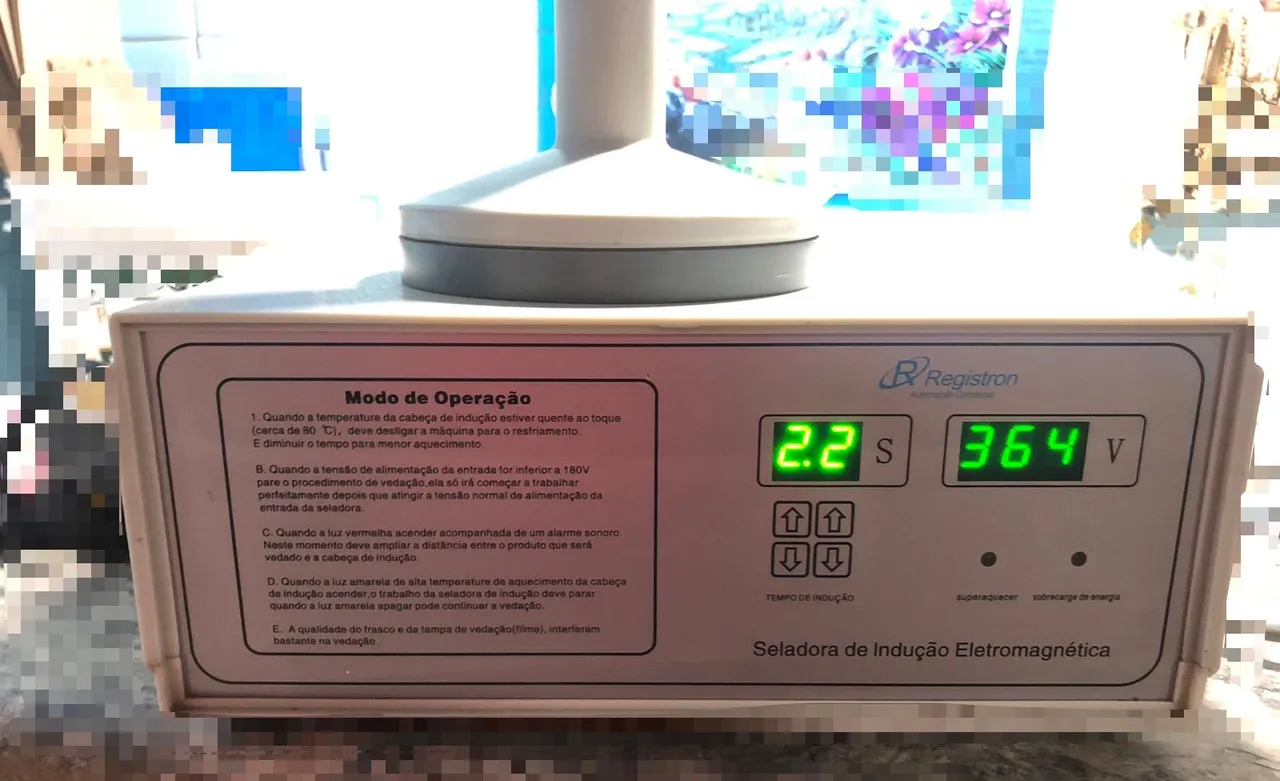 Modo de Operação
1. Quando a temperature da cabeça de indução estiver quente ao toque
(cerca de 80 ℃), deve desligar a máquina para o resfriamento.
E diminuir o tempo para menor aquecimento.
B. Quando a tensão de alimentação da entrada for inferior a 180V
pare o procedimento de vedação,ela só irá começar a trabalhar
perfeitamente depois que atingir a tensão normal de alimentação da
entrada da seladora.
C. Quando a luz vermelha acender acompanhada de um alarme sonoro.
Neste momento deve ampliar a distância entre o produto que será
vedado e a cabeça de indução.
D. Quando a luz amarela de alta temperature de aquecimento da cabeça
de indução acender,o trabalho da seladora de indução deve parar
quando a luz amarela apagar pode continuar a vedação.
E. A qualidade do frasco e da tampa de vedação(filme), interferem
bastante na vedação.
Registron
Automação Comercial
2.2 S
364 V
TEMPO DE INDUÇÃO
superaquecer
sobrecarge de energia
Seladora de Indução Eletromagnética